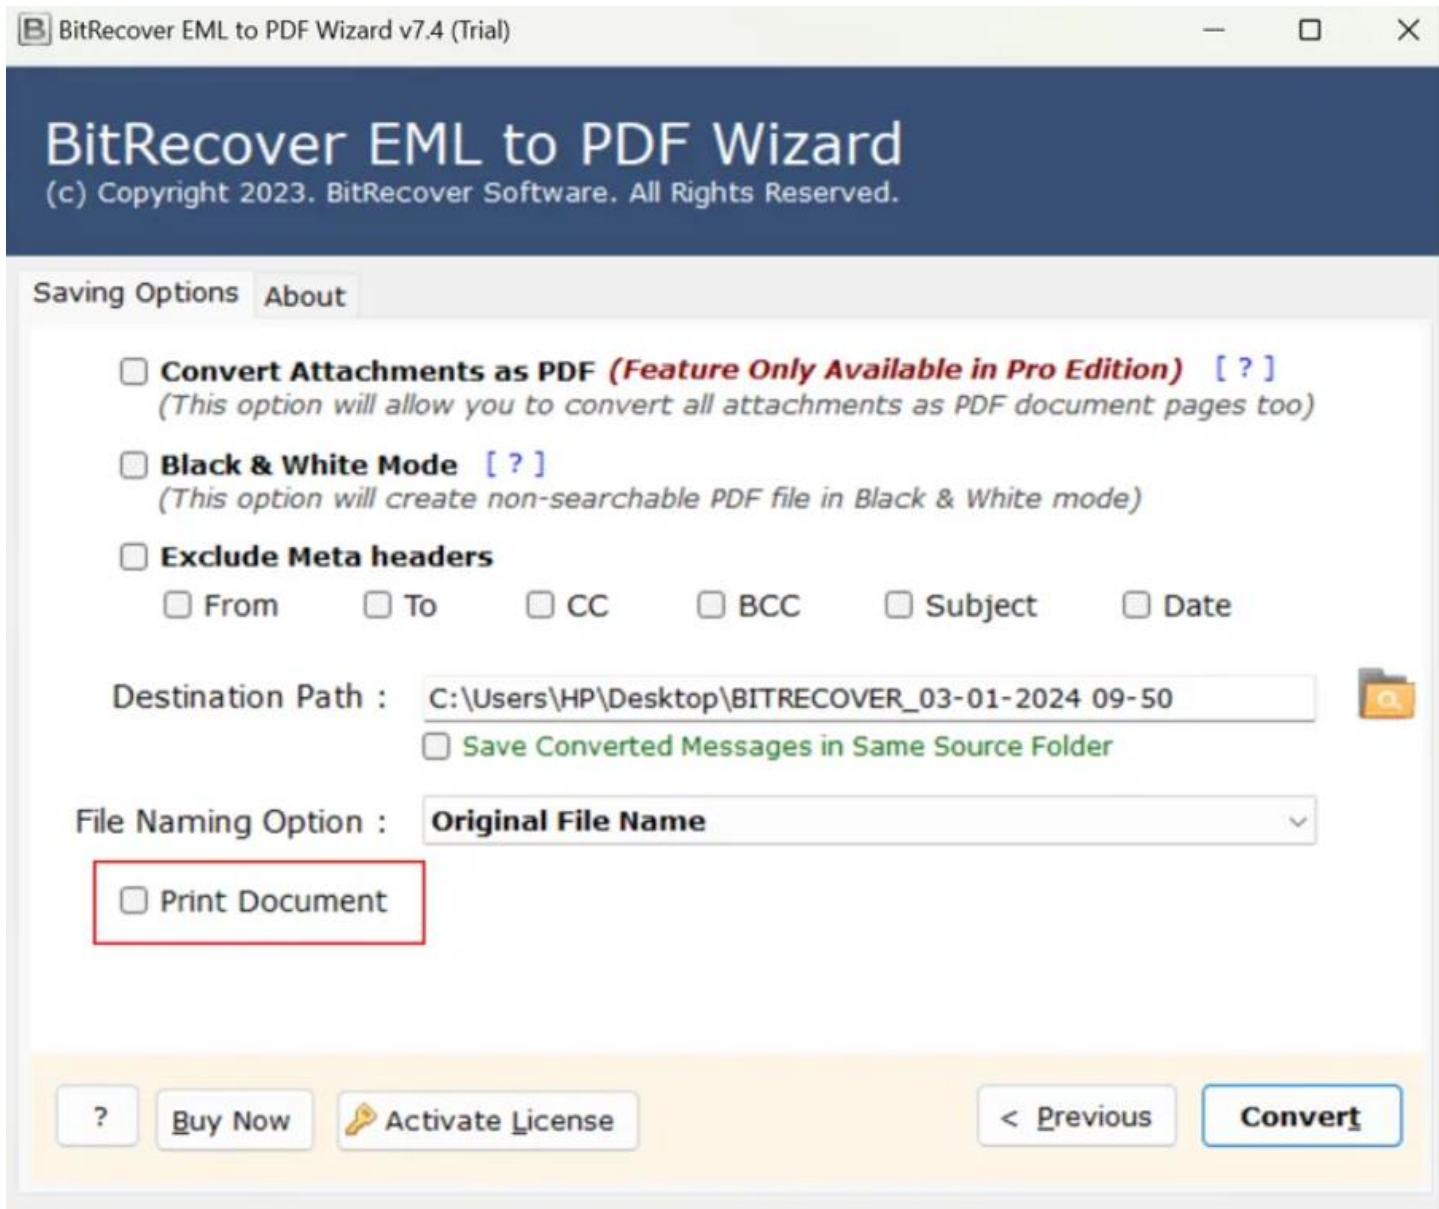 BitRecover EML to PDF Wizard v7.4 (Trial)
BitRecover EML to PDF Wizard
(c) Copyright 2023. BitRecover Software. All Rights Reserved.
Saving Options About
Convert Attachments as PDF (Feature Only Available in Pro Edition) [ ? ]
(This option will allow you to convert all attachments as PDF document pages too)
Black & White Mode [ ? ]
(This option will create non-searchable PDF file in Black & White mode)
Exclude Meta headers
From To CC BCC Subject Date
Destination Path : C:\Users\HP\Desktop\BITRECOVER_03-01-2024 09-50
Save Converted Messages in Same Source Folder
File Naming Option : Original File Name
Print Document
? Buy Now Activate License < Previous Convert